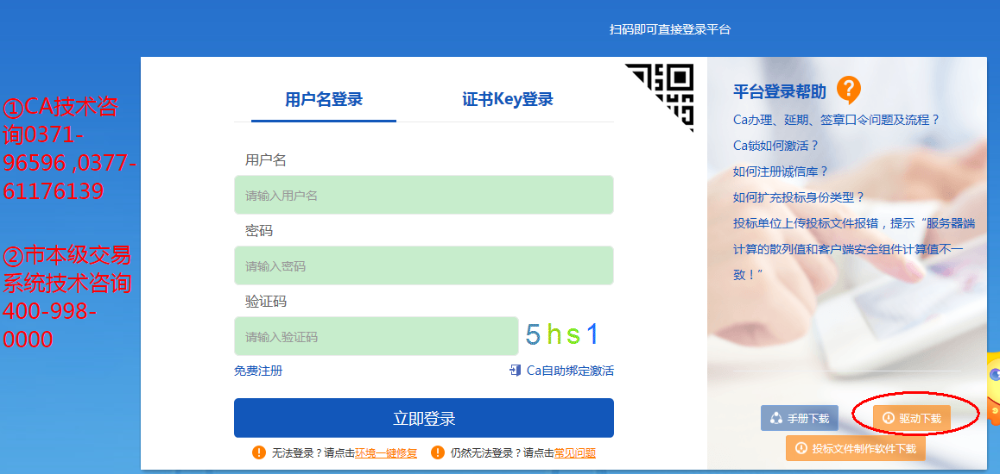 扫码即可直接登录平台
①CA技术咨
询0371-
96596 ,0377-
61176139
②市本级交易
系统技术咨询
400-998-
0000
用户名登录
证书Key登录
用户名
请输入用户名
密码
请输入密码
验证码
请输入验证码
5hs1
免费注册
Ca自助绑定激活
立即登录
无法登录？请点击环境一键修复
仍然无法登录？请点击常见问题
平台登录帮助
Ca办理、延期、签章口令问题及流程？
Ca锁如何激活？
如何注册诚信库？
如何扩充投标身份类型？
投标单位上传投标文件报错，提示“服务器端
计算的散列值和客户端安全组件计算值不一
致！”
手册下载
驱动下载
投标文件制作软件下载